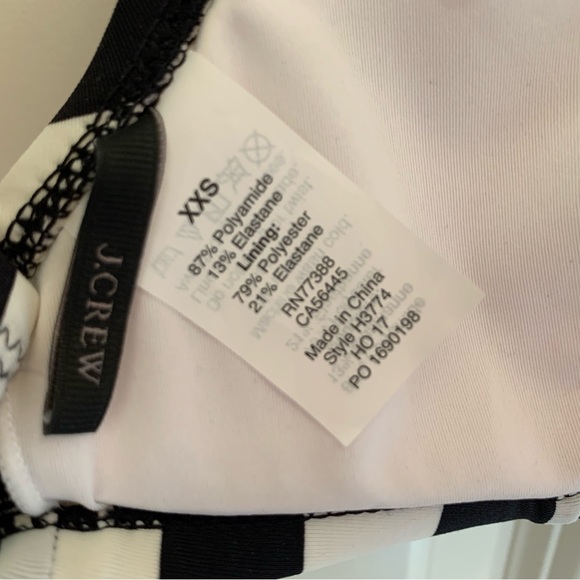 J.CREW
XXS
87% Polyamide
13% Elastane
Lining:
79% Polyester
21% Elastane
RN77388
CA56445
Made in China
Style H3774
HO 17
PO 1690198